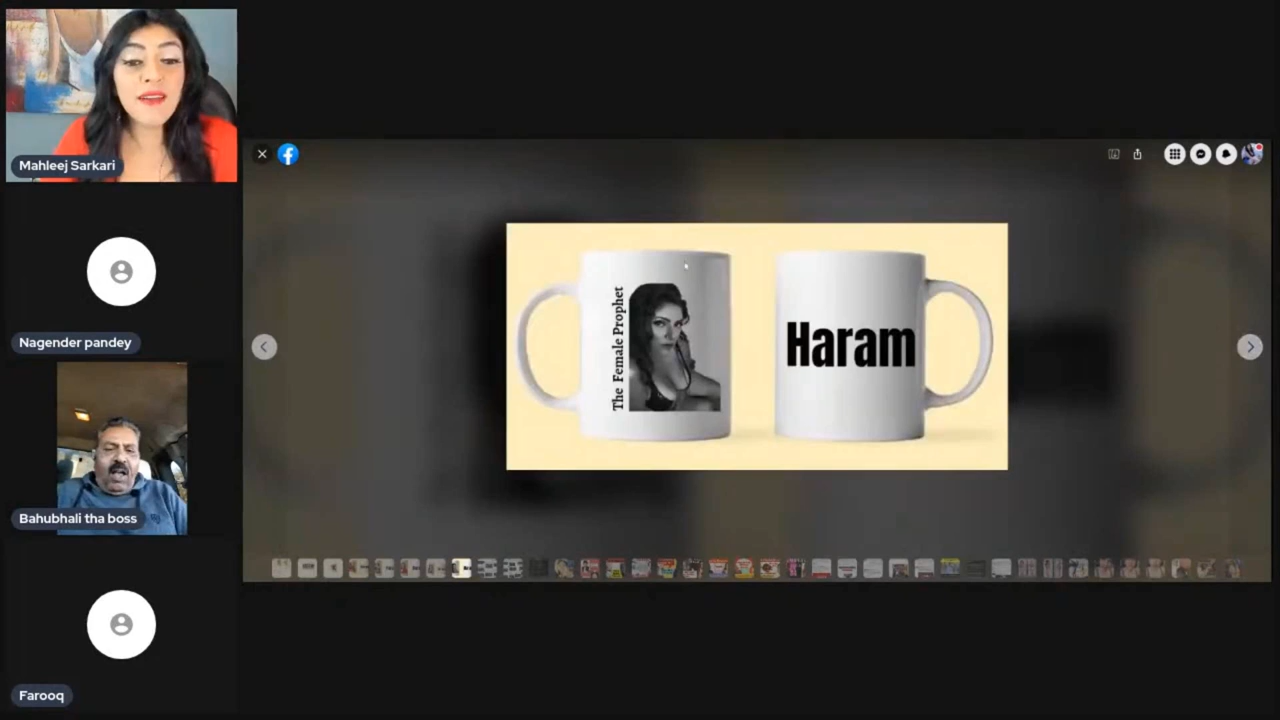 Mahleej Sarkari
Nagender pandey
Bahubhali tha boss
Farooq
The Female Prophet
Haram